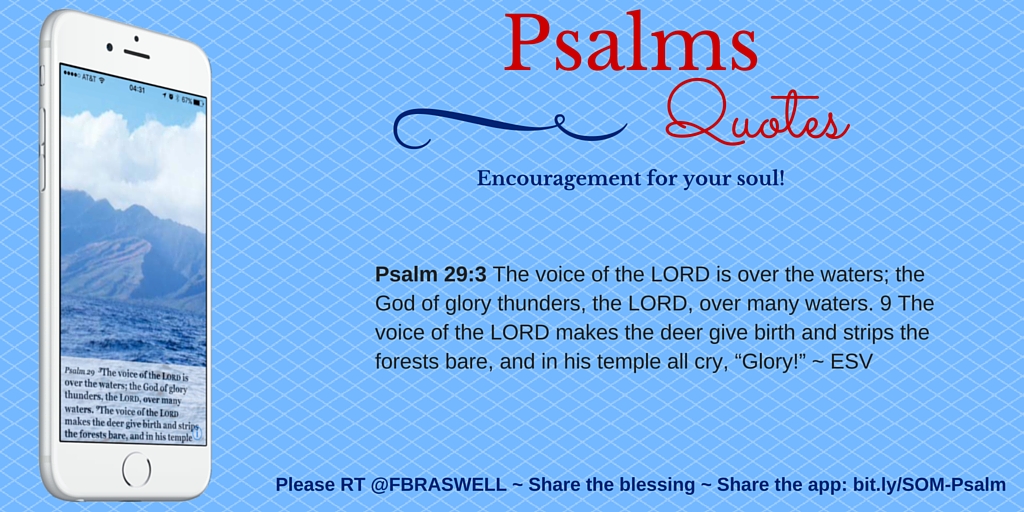 AT&T
04:31
67%
Psalm 29 ³The voice of the LORD is
over the waters; the God of glory
thunders, the LORD, over many
waters. ⁹The voice of the LORD
makes the deer give birth and strips
the forests bare, and in his temple
Psalms
Quotes
Encouragement for your soul!
Psalm 29:3 The voice of the LORD is over the waters; the
God of glory thunders, the LORD, over many waters. 9 The
voice of the LORD makes the deer give birth and strips the
forests bare, and in his temple all cry, “Glory!” ~ ESV
Please RT @FBRASWELL ~ Share the blessing ~ Share the app: bit.ly/SOM-Psalm